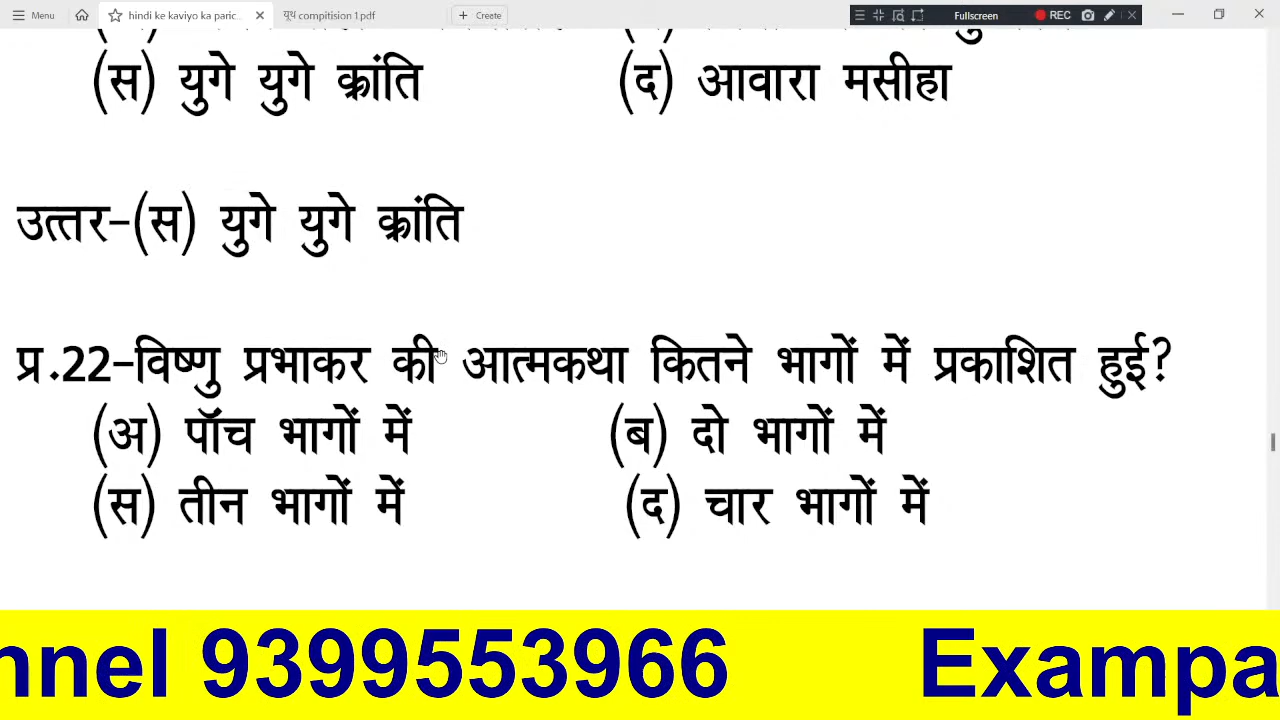 Menu hindi ke kaviyo ka paric... यूथ compitision 1.pdf Create Fullscreen REC
(स) युगे युगे क्रांति (द) आवारा मसीहा
उत्तर-(स) युगे युगे क्रांति
प्र.22-विष्णु प्रभाकर की आत्मकथा कितने भागों में प्रकाशित हुई?
(अ) पॉच भागों में (ब) दो भागों में
(स) तीन भागों में (द) चार भागों में
nnel 9399553966 Exampa